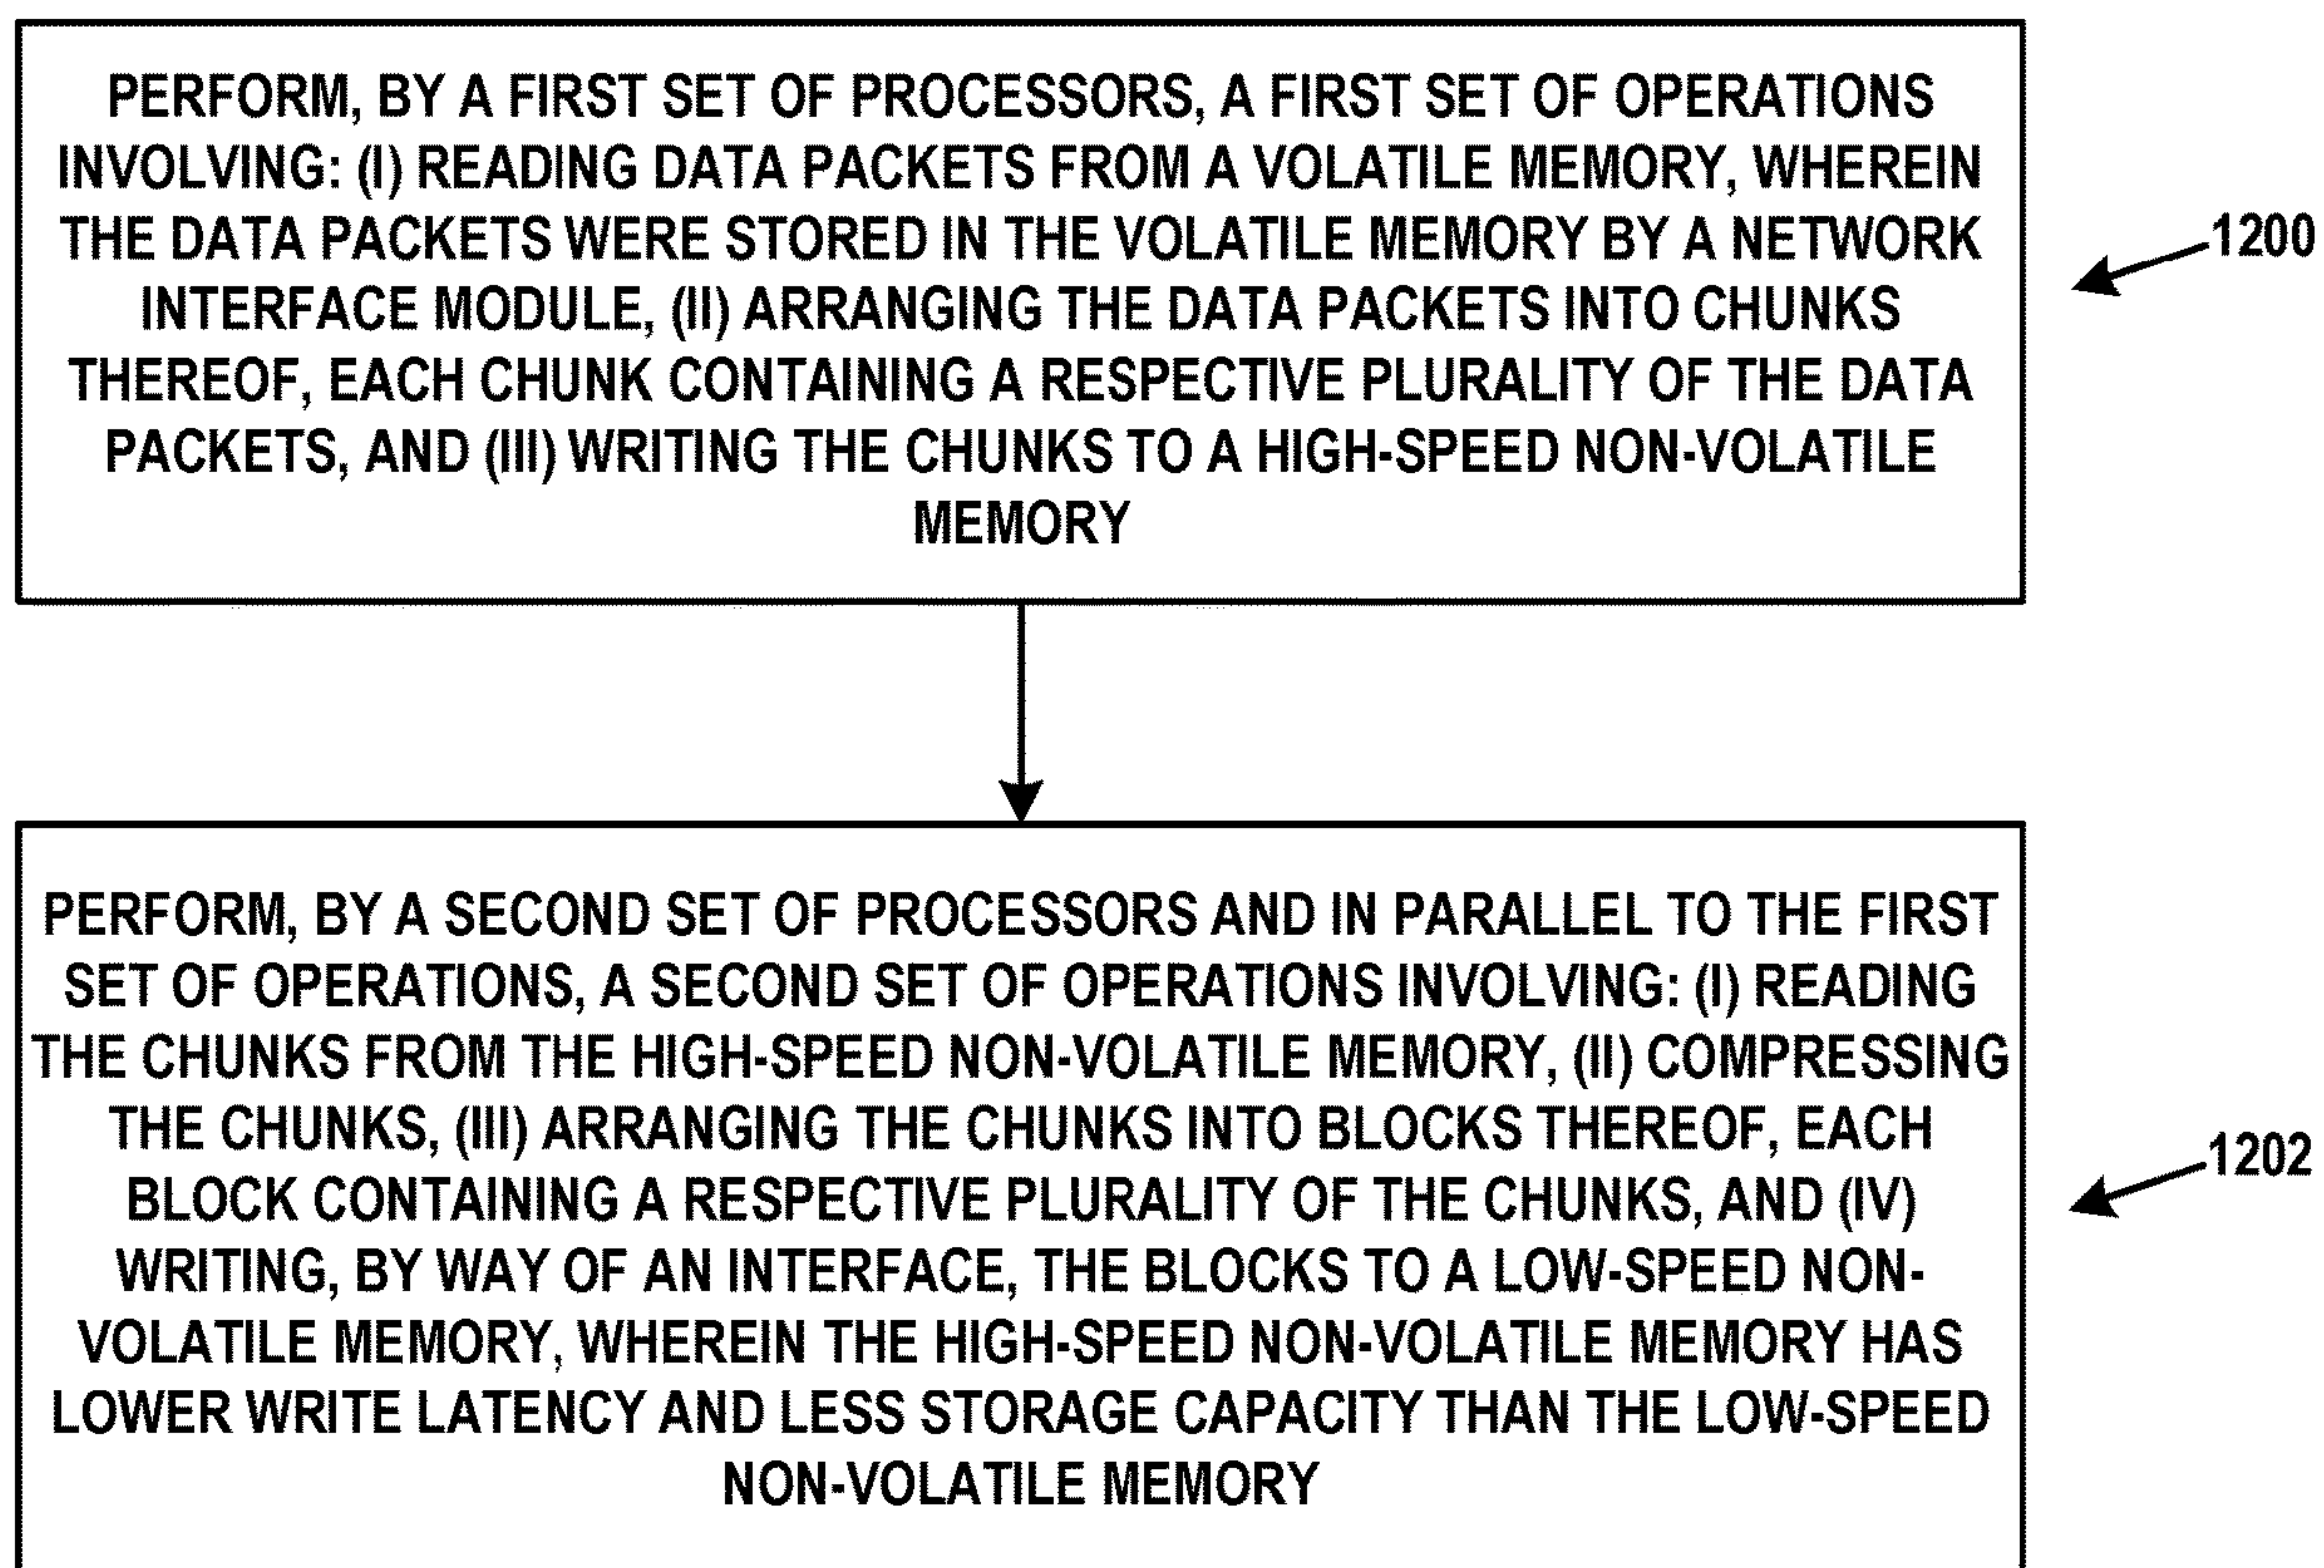 PERFORM, BY A FIRST SET OF PROCESSORS, A FIRST SET OF OPERATIONS
INVOLVING: (I) READING DATA PACKETS FROM A VOLATILE MEMORY, WHEREIN
THE DATA PACKETS WERE STORED IN THE VOLATILE MEMORY BY A NETWORK
INTERFACE MODULE, (II) ARRANGING THE DATA PACKETS INTO CHUNKS
THEREOF, EACH CHUNK CONTAINING A RESPECTIVE PLURALITY OF THE DATA
PACKETS, AND (III) WRITING THE CHUNKS TO A HIGH-SPEED NON-VOLATILE
MEMORY
1200
PERFORM, BY A SECOND SET OF PROCESSORS AND IN PARALLEL TO THE FIRST
SET OF OPERATIONS, A SECOND SET OF OPERATIONS INVOLVING: (I) READING
THE CHUNKS FROM THE HIGH-SPEED NON-VOLATILE MEMORY, (II) COMPRESSING
THE CHUNKS, (III) ARRANGING THE CHUNKS INTO BLOCKS THEREOF, EACH
BLOCK CONTAINING A RESPECTIVE PLURALITY OF THE CHUNKS, AND (IV)
WRITING, BY WAY OF AN INTERFACE, THE BLOCKS TO A LOW-SPEED NON-
VOLATILE MEMORY, WHEREIN THE HIGH-SPEED NON-VOLATILE MEMORY HAS
LOWER WRITE LATENCY AND LESS STORAGE CAPACITY THAN THE LOW-SPEED
NON-VOLATILE MEMORY
1202